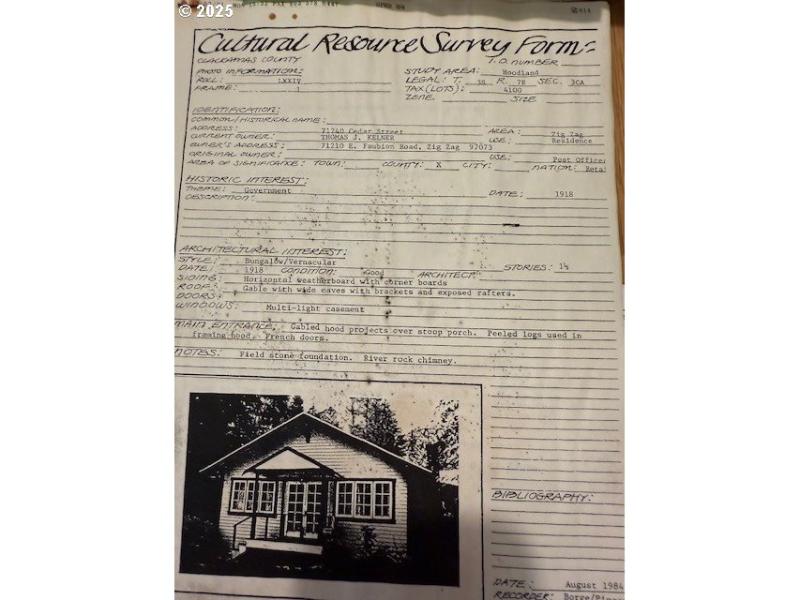 © 2025
Cultural Resource Survey Form
CLACKAMAS COUNTY
I.D. NUMBER
PHOTO INFORMATION:
ROLL: LXXIV
FRAME: 1
STUDY AREA: Hoodland
LEGAL: T. 3S R. 7E SEC. 3CA
TAX (LOTS): 4100
ZONE SIZE
IDENTIFICATION:
COMMON/HISTORICAL NAME:
ADDRESS: 71740 Cedar Street AREA: Zig Zag
CURRENT OWNER: THOMAS J. KELNER USE: Residence
OWNER'S ADDRESS: 71210 E. Faubion Road, Zig Zag 97073
ORIGINAL OWNER: USE: Post Office
AREA OF SIGNIFICANCE: TOWN: COUNTY: X CITY: NATION:
HISTORIC INTEREST:
THEME: Government DATE: 1918
DESCRIPTION:
ARCHITECTURAL INTEREST:
STYLE: Bungalow/Vernacular
DATE: 1918 CONDITION: Good ARCHITECT: STORIES: 1½
SIDING: Horizontal weatherboard with corner boards
ROOF: Gable with wide eaves with brackets and exposed rafters.
DOORS:
WINDOWS: Multi-light casement
MAIN ENTRANCE: Gabled hood projects over stoop porch. Peeled logs used in
framing hood. French doors.
NOTES: Field stone foundation. River rock chimney.
BIBLIOGRAPHY:
DATE: August 1984
RECORDER: